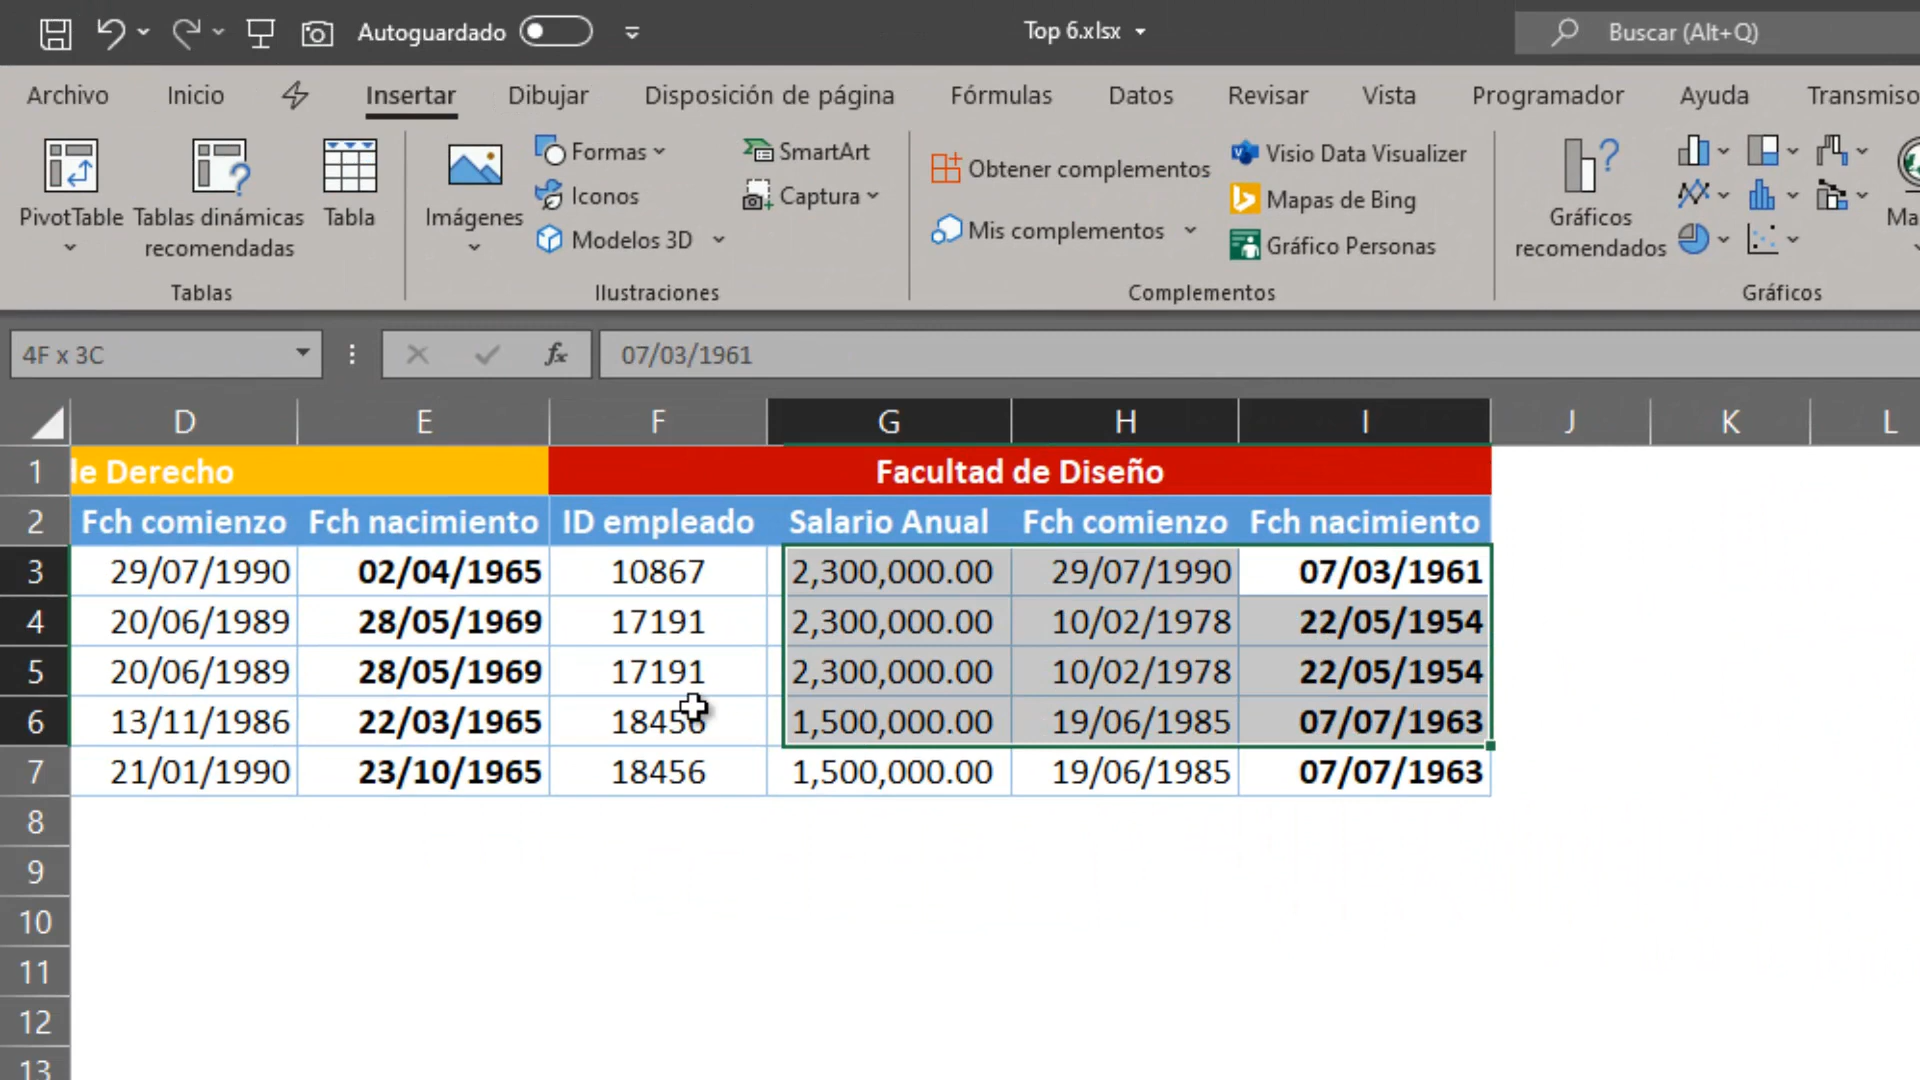 Autoguardado
Top 6.xlsx
Buscar (Alt+Q)
Archivo Inicio Insertar Dibujar Disposición de página Fórmulas Datos Revisar Vista Programador Ayuda
PivotTable
Tablas dinámicas recomendadas
Tabla
Tablas
Imágenes
Formas
Iconos
Modelos 3D
SmartArt
Captura
Ilustraciones
Obtener complementos
Mis complementos
Visio Data Visualizer
Mapas de Bing
Gráfico Personas
Complementos
Gráficos recomendados
Gráficos
4F x 3C
fx
07/03/1961
D E F G H I J K L
1 le Derecho Facultad de Diseño
2 Fch comienzo Fch nacimiento ID empleado Salario Anual Fch comienzo Fch nacimiento
3 29/07/1990 02/04/1965 10867 2,300,000.00 29/07/1990 07/03/1961
4 20/06/1989 28/05/1969 17191 2,300,000.00 10/02/1978 22/05/1954
5 20/06/1989 28/05/1969 17191 2,300,000.00 10/02/1978 22/05/1954
6 13/11/1986 22/03/1965 18456 1,500,000.00 19/06/1985 07/07/1963
7 21/01/1990 23/10/1965 18456 1,500,000.00 19/06/1985 07/07/1963
8
9
10
11
12
13